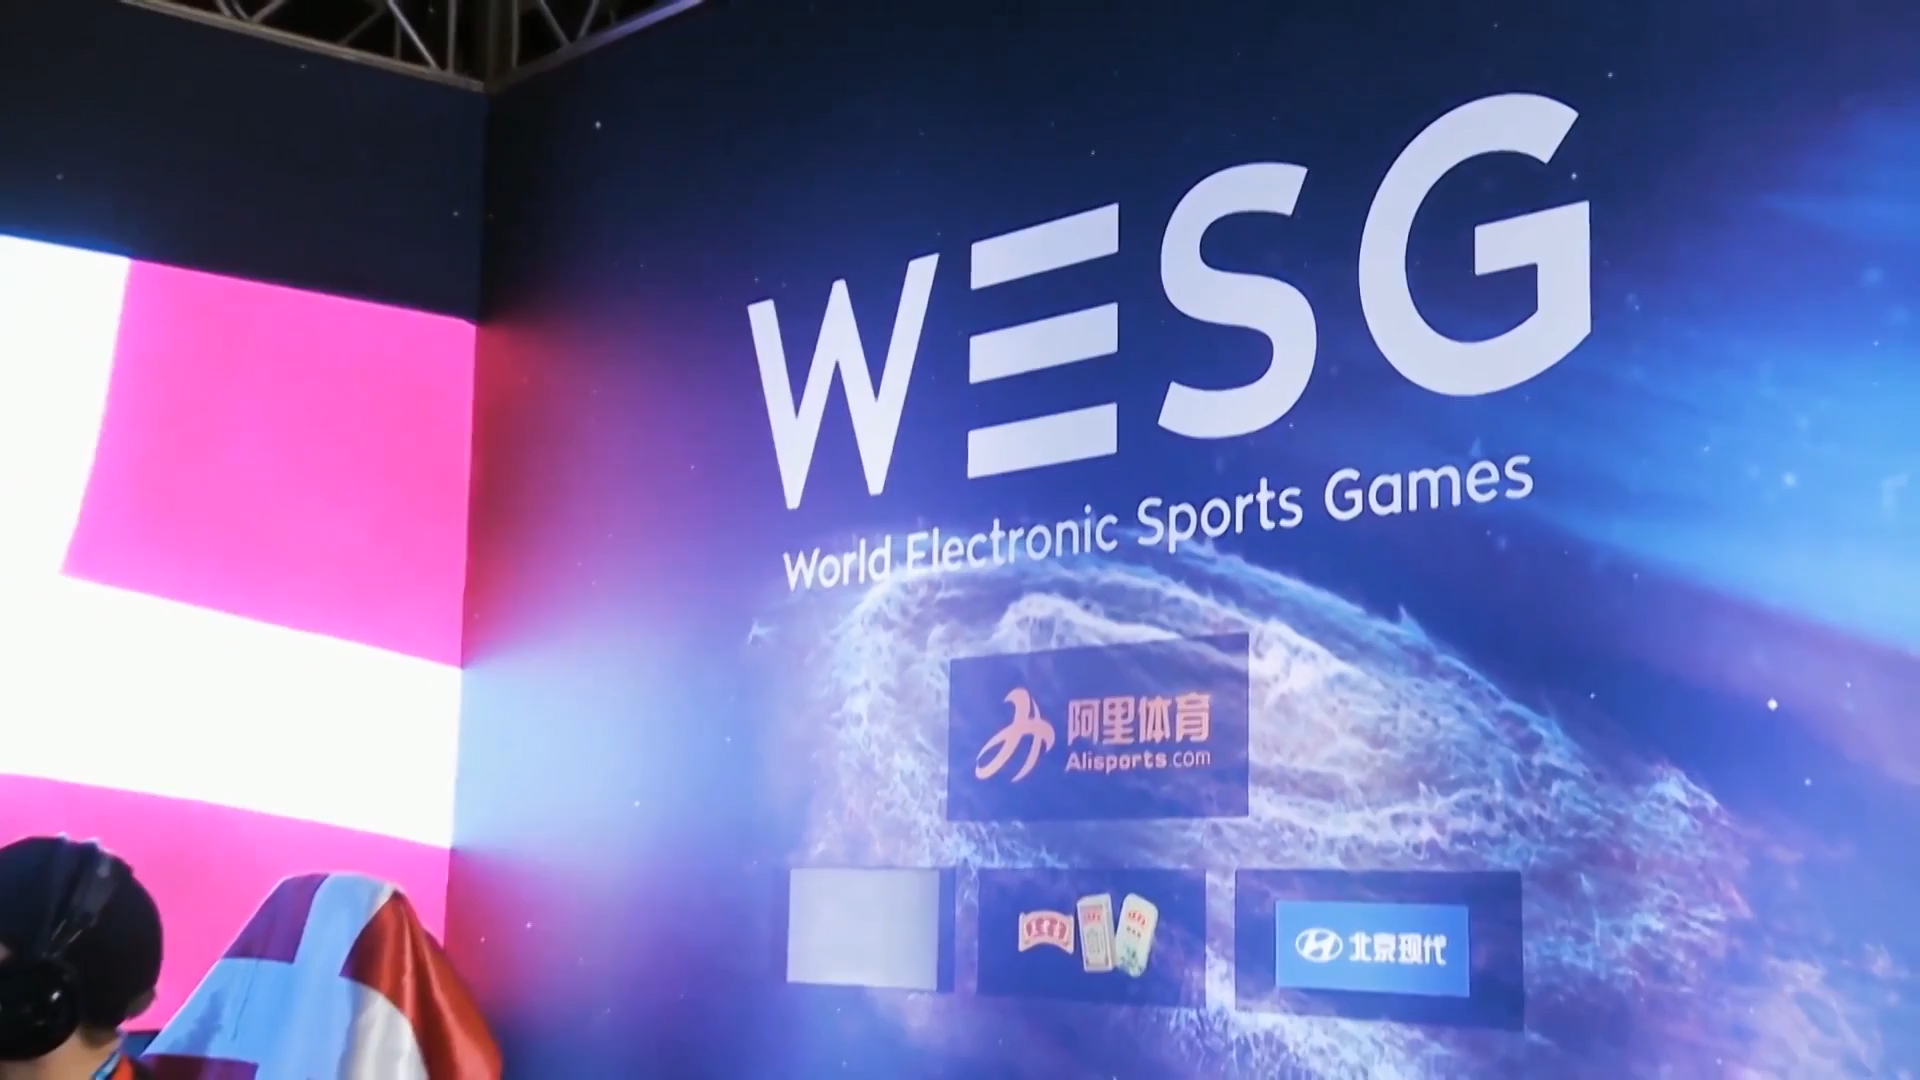 WESG
World Electronic Sports Games
阿里体育
Alisports.com
北京现代